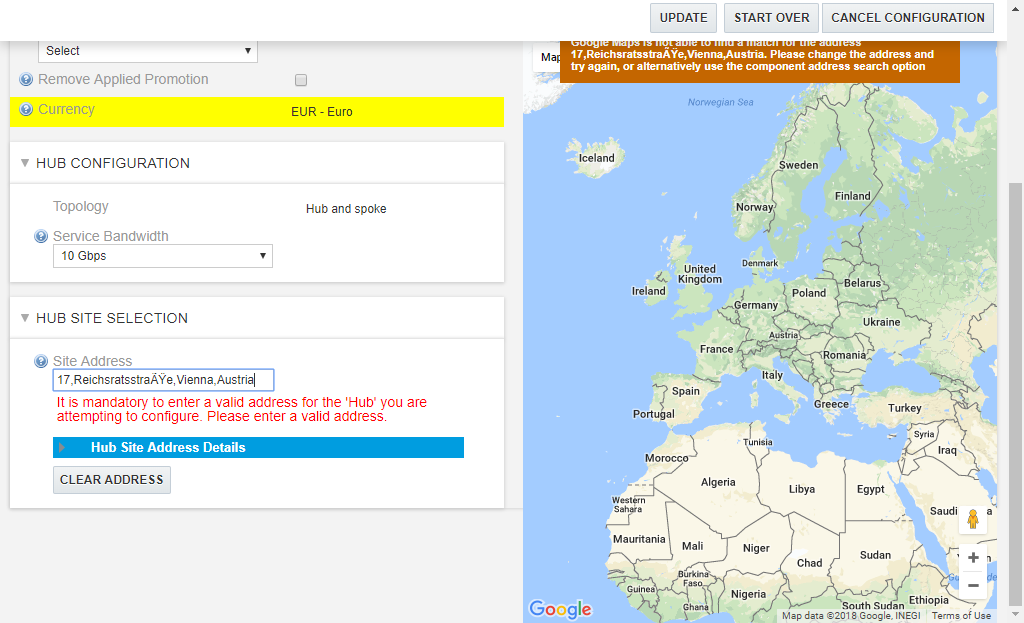 UPDATE
START OVER
CANCEL CONFIGURATION
Select
Remove Applied Promotion
Currency
EUR - Euro
HUB CONFIGURATION
Topology
Hub and spoke
Service Bandwidth
10 Gbps
HUB SITE SELECTION
Site Address
17,ReichsratsstraÃŸe,Vienna,Austria
It is mandatory to enter a valid address for the 'Hub' you are
attempting to configure. Please enter a valid address.
Hub Site Address Details
CLEAR ADDRESS
Map
Google Maps is not able to find a match for the address
17,ReichsratsstraÃŸe,Vienna,Austria. Please change the address and
try again, or alternatively use the component address search option
Norwegian Sea
Iceland
Sweden
Finland
Norway
Denmark
United
Kingdom
Ireland
Belarus
Poland
Germany
Ukraine
Austria
France
Romania
Italy
Spain
Greece
Portugal
Turkey
Syria
Tunisia
Iraq
Morocco
Algeria
Libya
Egypt
Western
Sahara
Saudi
Mauritania
Mali
Niger
Chad
Sudan
Burkina
Faso
Guinea
Nigeria
Ghana
Ethiopia
South Sudan
Google
Map data ©2018 Google, INEGI
Terms of Use